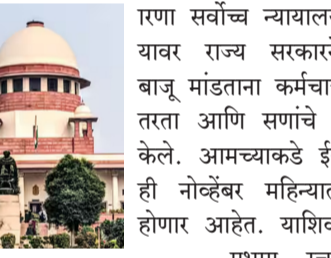 रणा सर्वोच्च न्यायाल
यावर राज्य सरकारने
बाजू मांडताना कर्मचा
तरता आणि सणांचे
केले. आमच्याकडे ई
ही नोव्हेंबर महिन्यात
होणार आहेत. याशिव